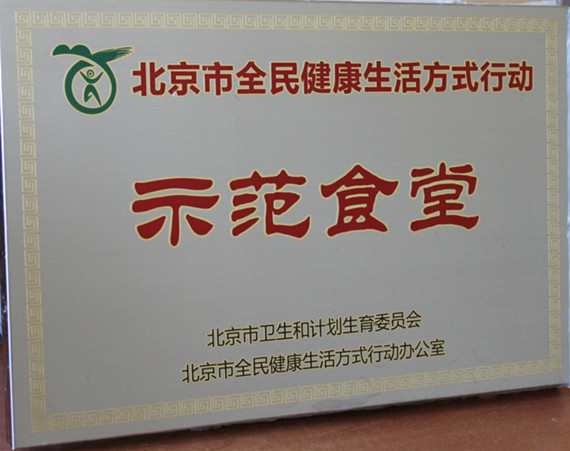 北京市全民健康生活方式行动
示范食堂
北京市卫生和计划生育委员会
北京市全民健康生活方式行动办公室